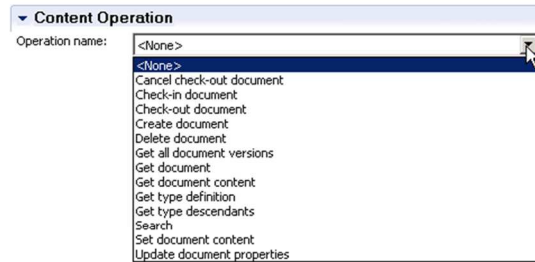 Content Operation
Operation name:
<None>
<None>
Cancel check-out document
Check-in document
Check-out document
Create document
Delete document
Get all document versions
Get document
Get document content
Get type definition
Get type descendants
Search
Set document content
Update document properties